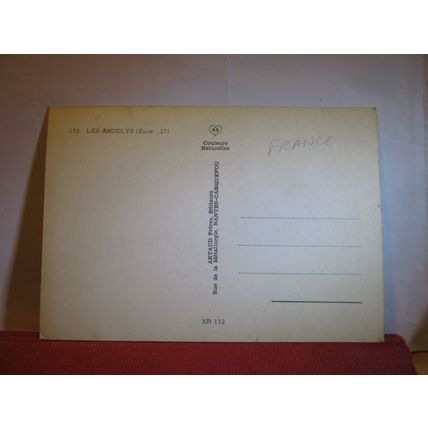 152 LES ANDELYS (Eure 27)
Couleurs
Naturelles
FRANCE
ARTAUD Frères, Editeurs
Rue de la Métallurgie, NANTES-CARQUEFOU
XR 152